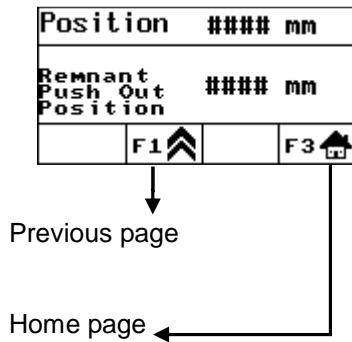 Position #### mm
Remnant
Push Out #### mm
Position
F1 F3
Previous page
Home page